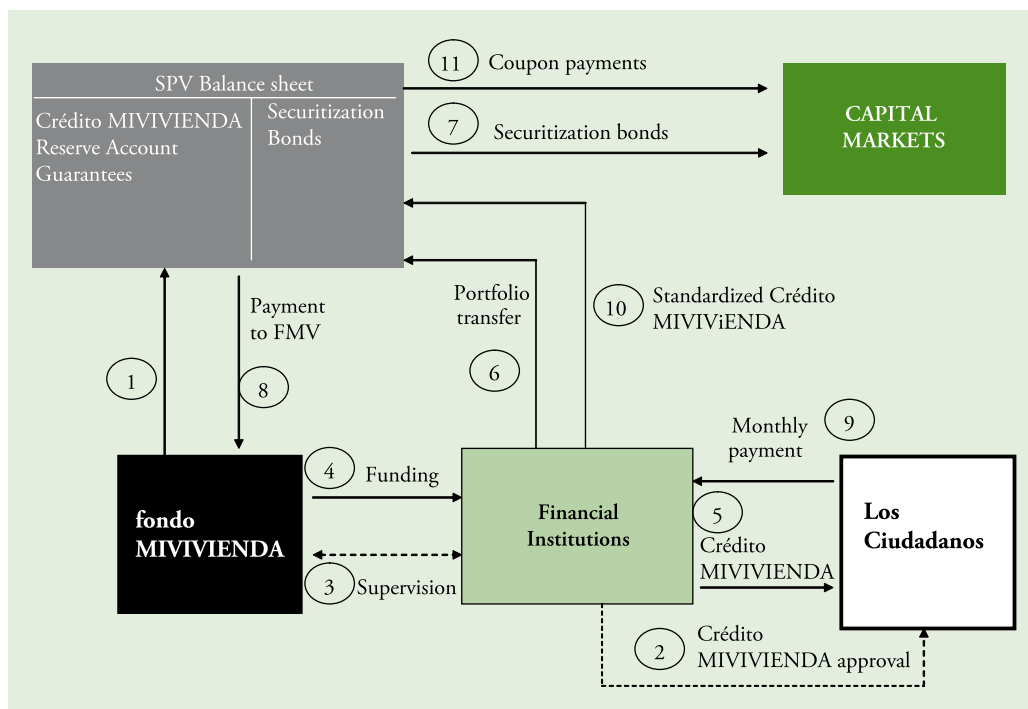 SPV Balance sheet
Crédito MIVIVIENDA
Reserve Account
Guarantees
Securitization
Bonds
11
Coupon payments
7
Securitization bonds
CAPITAL
MARKETS
Payment
to FMV
1
8
Portfolio
transfer
6
10
Standardized Crédito
MIVIViENDA
9
Monthly
payment
4
Funding
fondo
MIVIVIENDA
3
Supervision
Financial
Institutions
5
Crédito
MIVIVIENDA
Los
Ciudadanos
2
Crédito
MIVIVIENDA approval